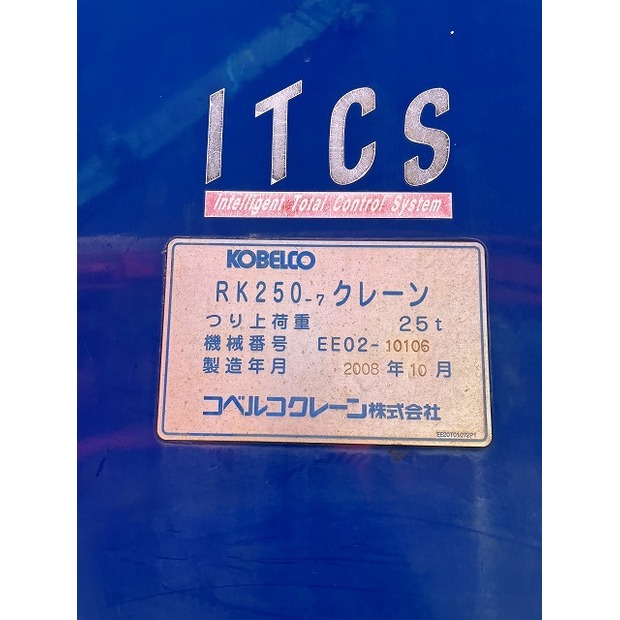 ITCS
Intelligent Total Control System
KOBELCO
RK250-7 クレーン
つり上荷重 25t
機械番号 EE02-10106
製造年月 2008年10月
コベルコクレーン株式会社
EE20T01072P1